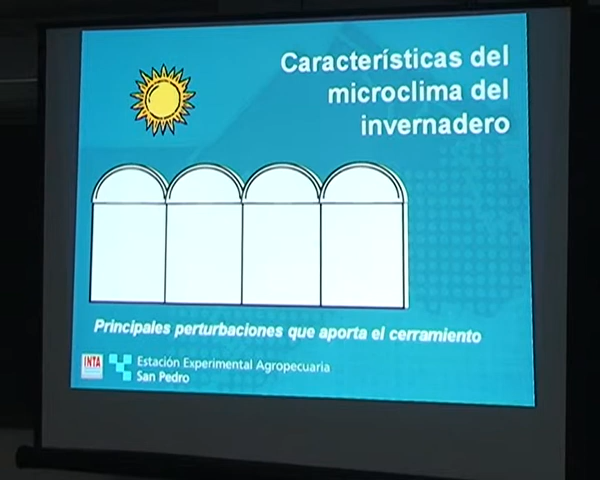 Características del
microclima del
invernadero
Principales perturbaciones que aporta el cerramiento
INTA
Estación Experimental Agropecuaria
San Pedro